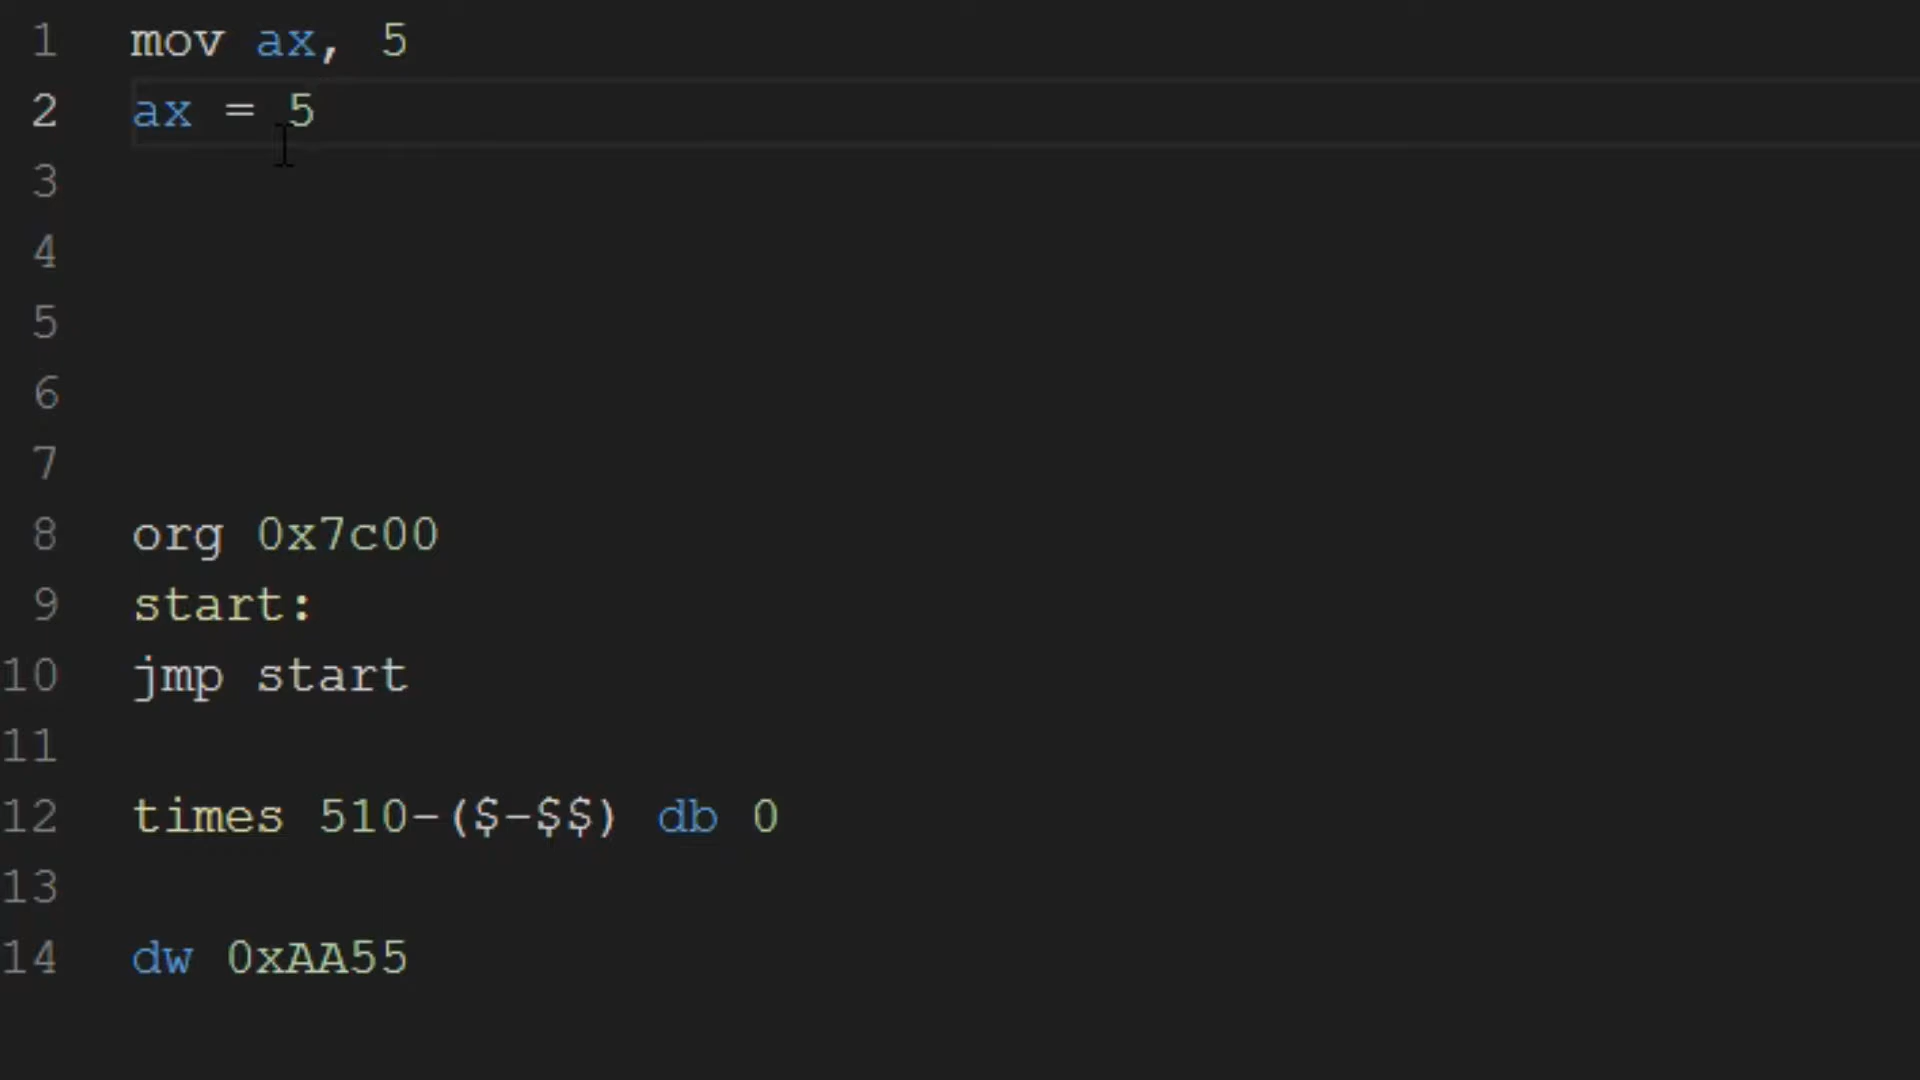 1 mov ax, 5
2 ax = 5
3
4
5
6
7
8 org 0x7c00
9 start:
10 jmp start
11
12 times 510-($-$$) db 0
13
14 dw 0xAA55